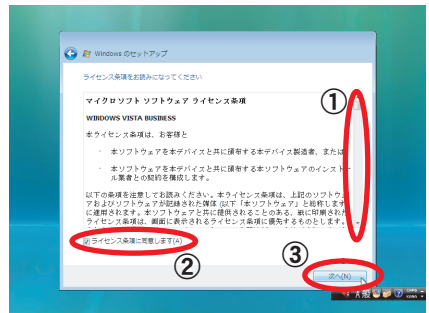 Windows のセットアップ
ライセンス条項をお読みになってください
①
マイクロソフト ソフトウェア ライセンス条項
WINDOWS VISTA BUSINESS
本ライセンス条項は、お客様と
・ 本ソフトウェアを本デバイスと共に頒布する本デバイス製造者、または
・ 本ソフトウェアを本デバイスと共に頒布する本ソフトウェアのインストー
ル業者との契約を構成します。
以下の条項を注意してお読みください。本ライセンス条項は、上記のソフトウェ
アおよびソフトウェアが記録された媒体 (以下「本ソフトウェア」と総称します
に適用されます。本ソフトウェアと共に提供されることのある、紙に印刷された
ライセンス条項は、画面に表示されるライセンス条項に優先するものとします。
ライセンス条項に同意します(A)
②
③
次へ(N)
A 般
CAPS
KANA